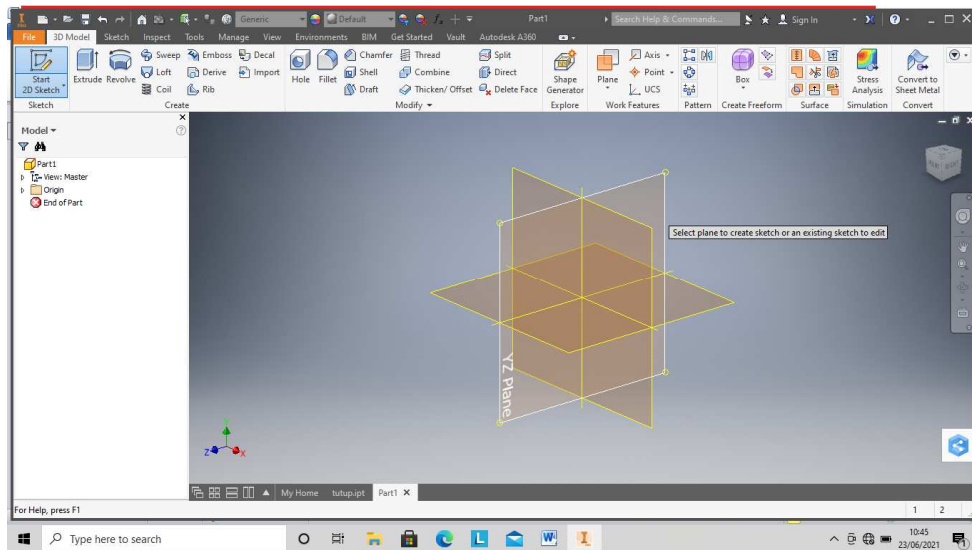 I PRO Generic Default Part1 Search Help & Commands... Sign In
File 3D Model Sketch Inspect Tools Manage View Environments BIM Get Started Vault Autodesk A360
Start 2D Sketch
Extrude Revolve
Sweep Emboss Decal
Loft Derive Import
Coil Rib
Hole Fillet
Chamfer Thread Split
Shell Combine Direct
Draft Thicken/ Offset Delete Face
Shape Generator
Plane
Axis
Point
UCS
Box
Stress Analysis
Convert to Sheet Metal
Sketch Create Modify Explore Work Features Pattern Create Freeform Surface Simulation Convert
Model
Part1
View: Master
Origin
End of Part
Select plane to create sketch or an existing sketch to edit
YZ Plane
Z X
My Home tutup.ipt Part1
For Help, press F1
1 2
Type here to search
L W I
10:45
23/06/2021